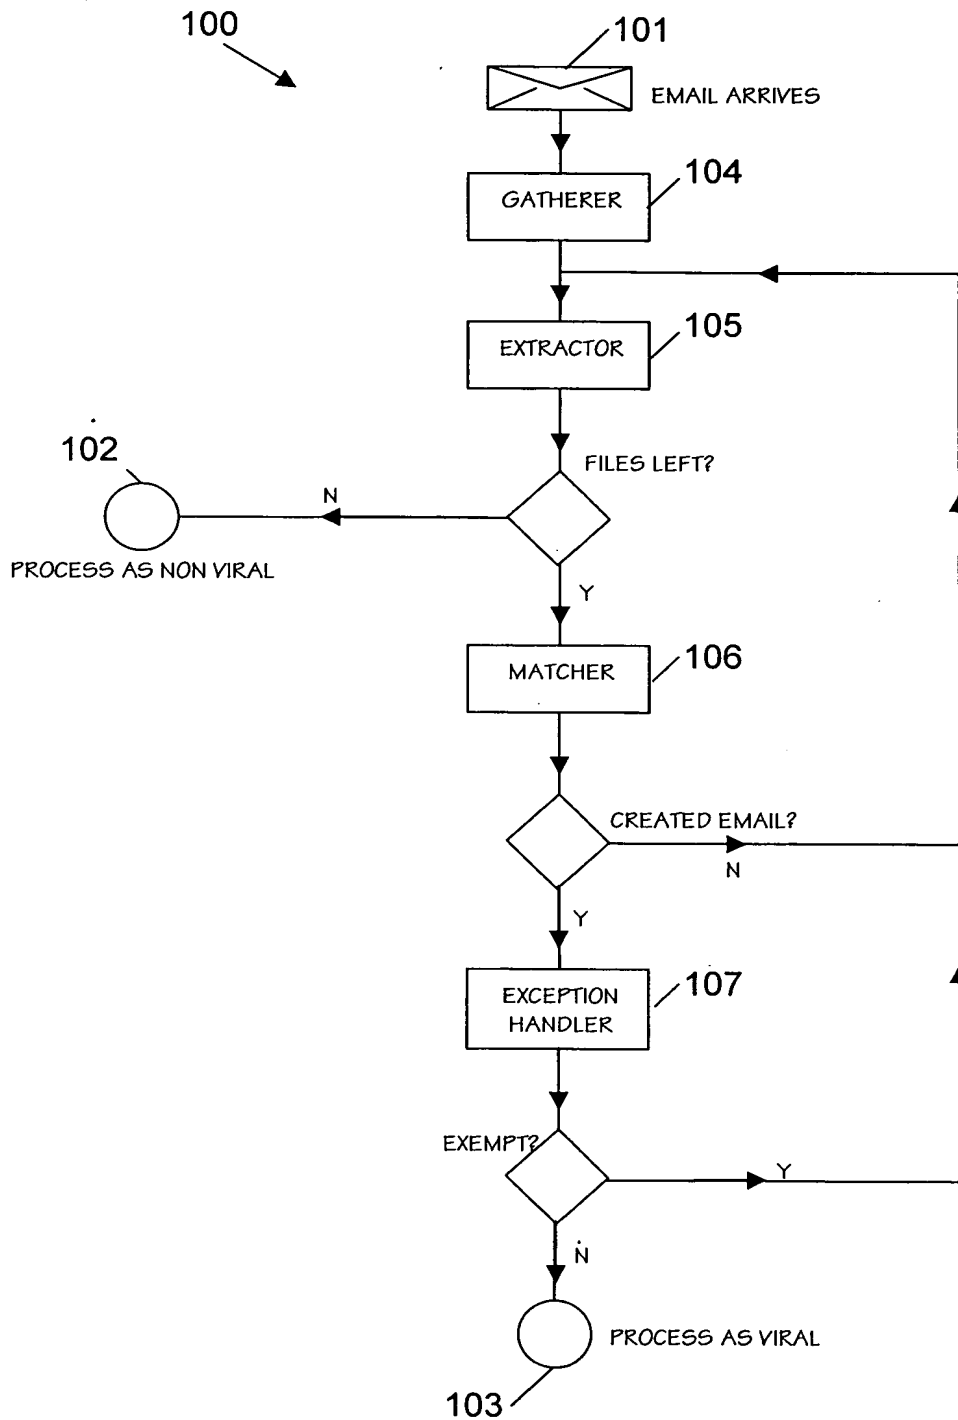 100
101
EMAIL ARRIVES
104
GATHERER
105
EXTRACTOR
102
FILES LEFT?
N
PROCESS AS NON VIRAL
Y
106
MATCHER
CREATED EMAIL?
N
Y
107
EXCEPTION
HANDLER
EXEMPT?
Y
N
PROCESS AS VIRAL
103